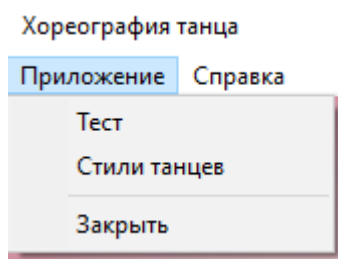 Хореография танца
Приложение Справка
Тест
Стили танцев
Закрыть